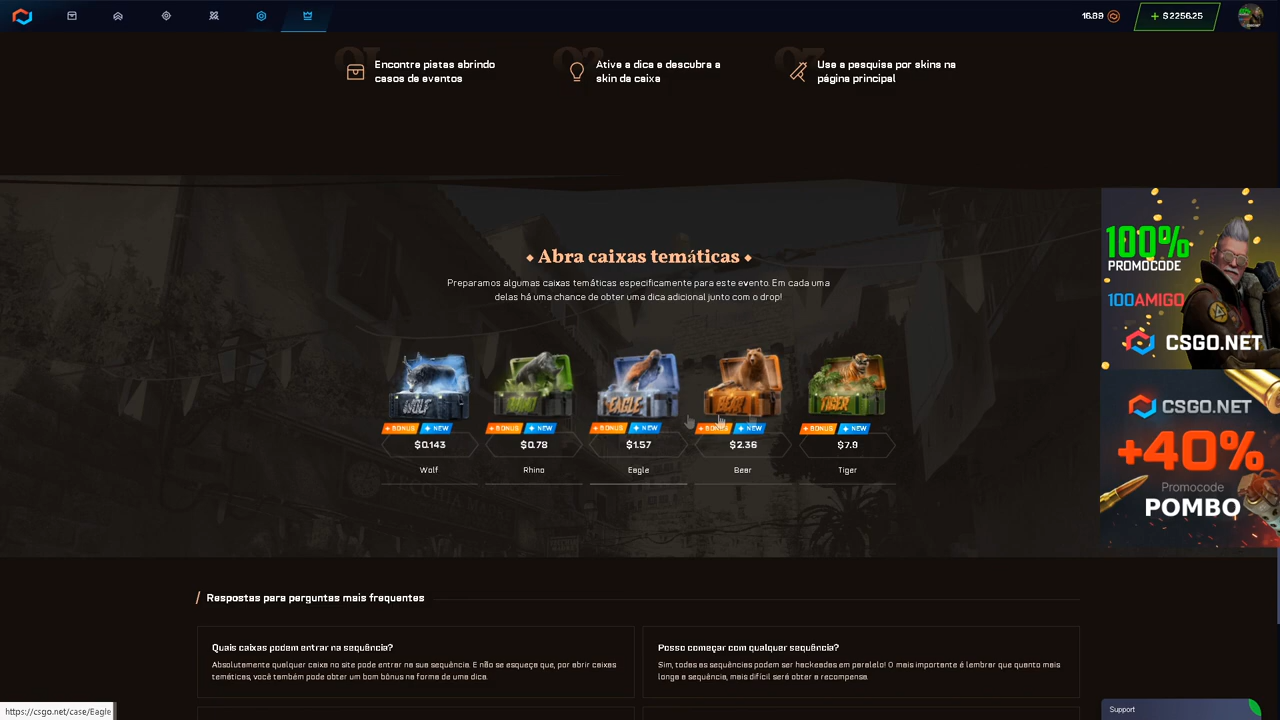 16.89
+ $2256.25
01
02
03
Encontre pistas abrindo
casos de eventos
Ative a dica e descubra a
skin da caixa
Use a pesquisa por skins na
página principal
Abra caixas temáticas
Preparamos algumas caixas temáticas especificamente para este evento. Em cada uma
delas há uma chance de obter uma dica adicional junto com o drop!
WOLF
EAGLE
BEAR
TIGER
+ BONUS
NEW
+ BONUS
NEW
+ BONUS
NEW
+ BONUS
NEW
+ BONUS
NEW
$0.143
$0.78
$1.57
$2.36
$7.9
Wolf
Rhino
Eagle
Bear
Tiger
100%
PROMOCODE
100AMIGO
CSGO.NET
CSGO.NET
+40%
Promocode
POMBO
/ Respostas para perguntas mais frequentes
Quais caixas podem entrar na sequência?
Absolutamente qualquer caixa no site pode entrar na sua sequência. E não se esqueça que, por abrir caixas
temáticas, você também pode obter um bom bônus na forma de uma dica.
Posso começar com qualquer sequência?
Sim, todas as sequências podem ser hackeadas em paralelo! O mais importante é lembrar que quanto mais
longa a sequência, mais difícil será obter a recompensa.
https://csgo.net/case/Eagle
Support